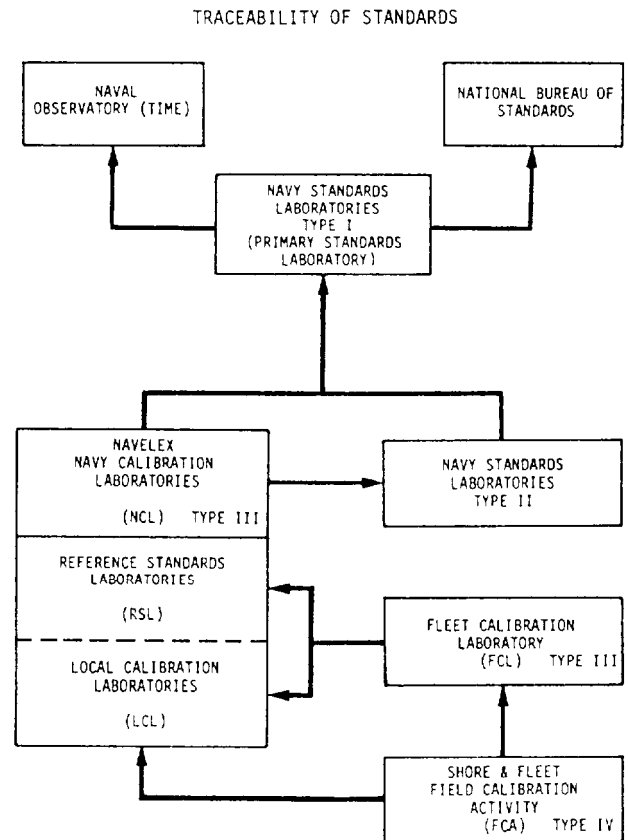 TRACEABILITY OF STANDARDS
NAVAL
OBSERVATORY (TIME)
NATIONAL BUREAU OF
STANDARDS
NAVY STANDARDS
LABORATORIES
TYPE I
(PRIMARY STANDARDS
LABORATORY)
NAVELEX
NAVY CALIBRATION
LABORATORIES
(NCL) TYPE III
NAVY STANDARDS
LABORATORIES
TYPE II
REFERENCE STANDARDS
LABORATORIES
(RSL)
FLEET CALIBRATION
LABORATORY
(FCL) TYPE III
LOCAL CALIBRATION
LABORATORIES
(LCL)
SHORE & FLEET
FIELD CALIBRATION
ACTIVITY
(FCA) TYPE IV